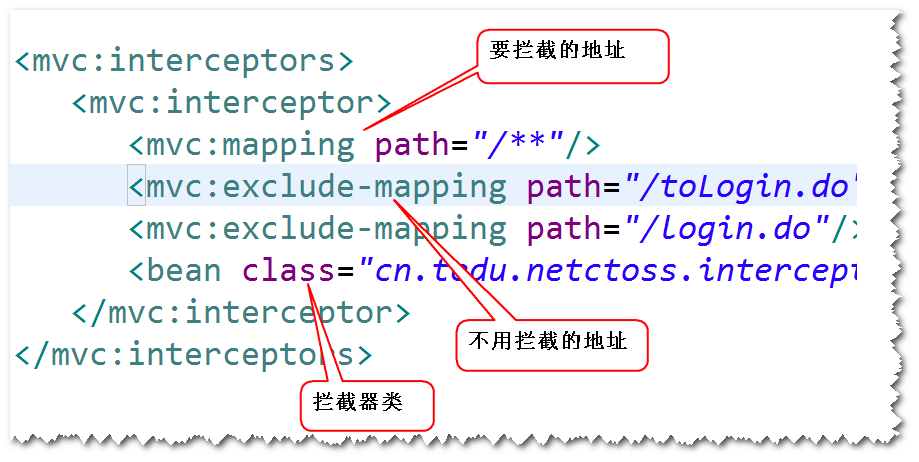 <mvc:interceptors>
要拦截的地址
<mvc:interceptor>
<mvc:mapping path="/**"/>
<mvc:exclude-mapping path="/toLogin.do"
<mvc:exclude-mapping path="/login.do"/>
<bean class="cn.tedu.netctoss.intercept
</mvc:interceptor>
不用拦截的地址
</mvc:interceptors>
拦截器类